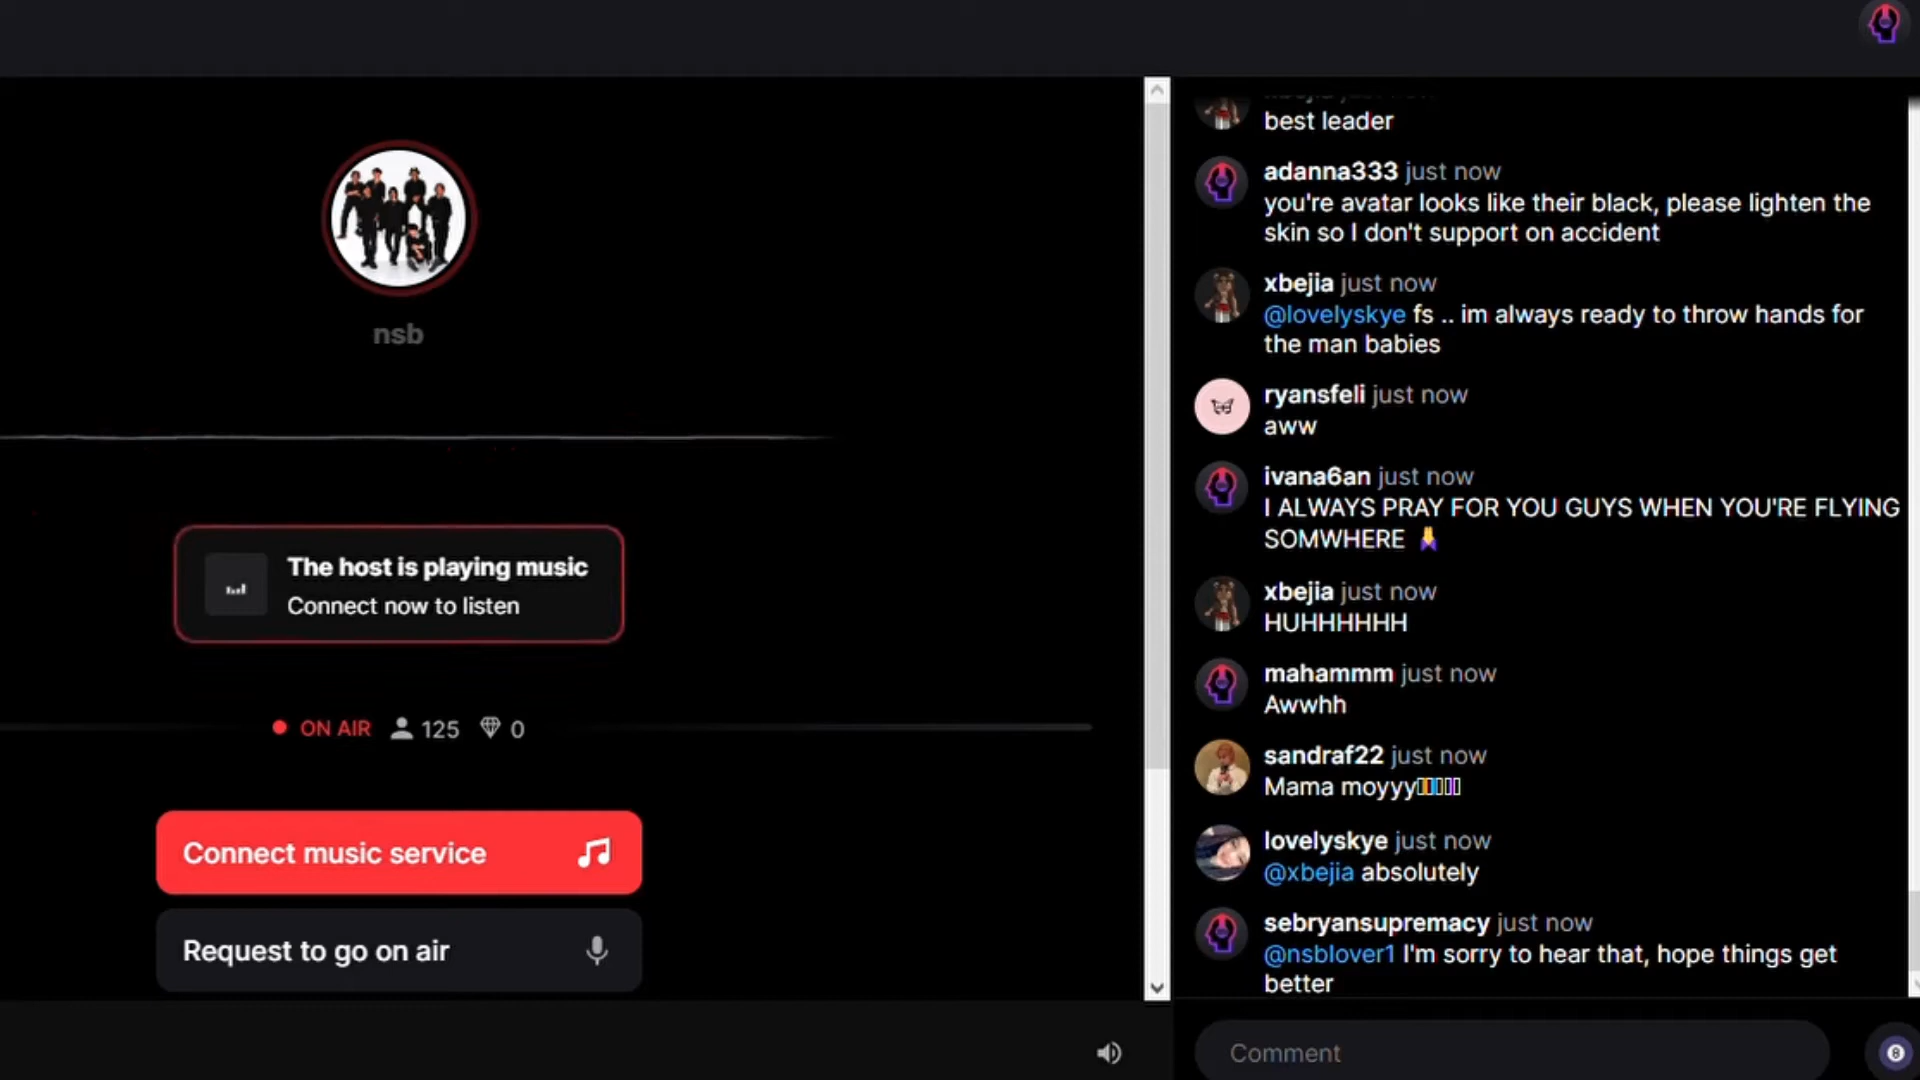 nsb
The host is playing music
Connect now to listen
ON AIR 125 0
Connect music service
Request to go on air
best leader
adanna333 just now
you're avatar looks like their black, please lighten the
skin so I don't support on accident
xbejia just now
@lovelyskye fs .. im always ready to throw hands for
the man babies
ryansfeli just now
aww
ivana6an just now
I ALWAYS PRAY FOR YOU GUYS WHEN YOU'RE FLYING
SOMWHERE
xbejia just now
HUHHHHHH
mahammm just now
Awwhh
sandraf22 just now
Mama moyyy
lovelyskye just now
@xbejia absolutely
sebryansupremacy just now
@nsblover1 I'm sorry to hear that, hope things get
better
Comment